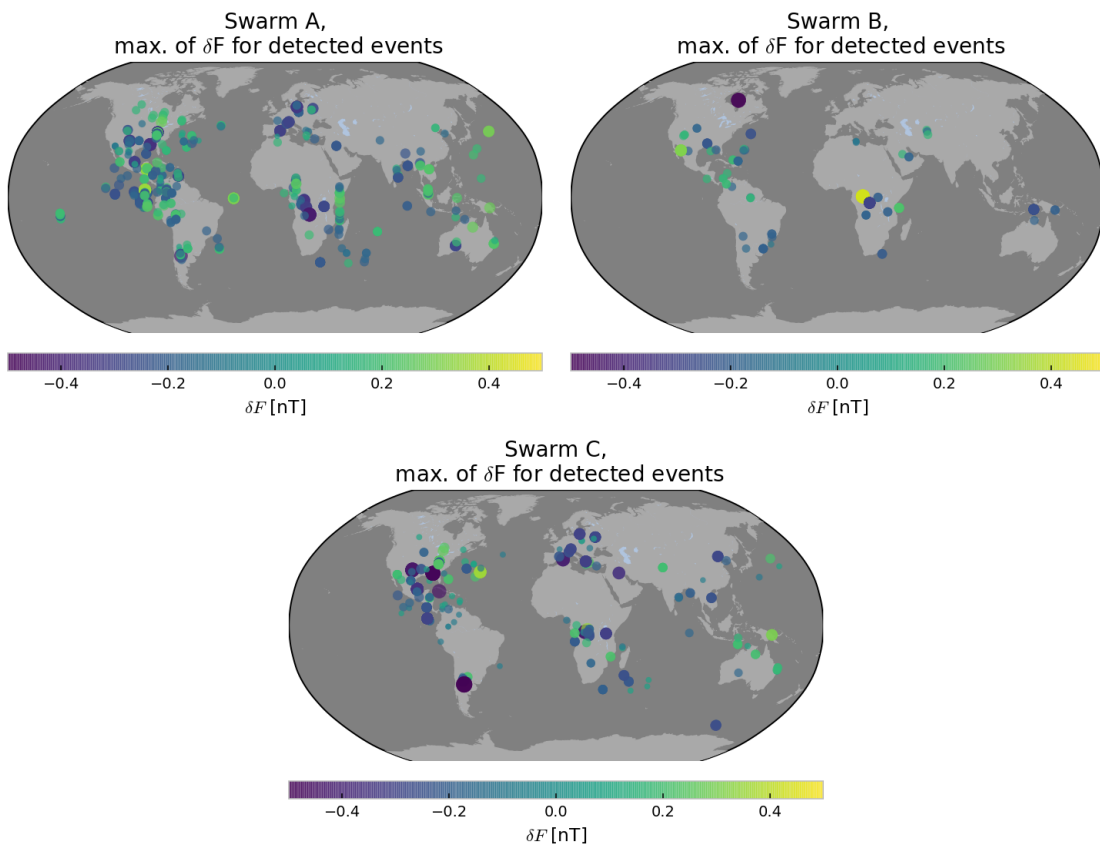 Swarm A,
max. of δF for detected events
−0.4 −0.2 0.0 0.2 0.4
δF [nT]
Swarm B,
max. of δF for detected events
−0.4 −0.2 0.0 0.2 0.4
δF [nT]
Swarm C,
max. of δF for detected events
−0.4 −0.2 0.0 0.2 0.4
δF [nT]